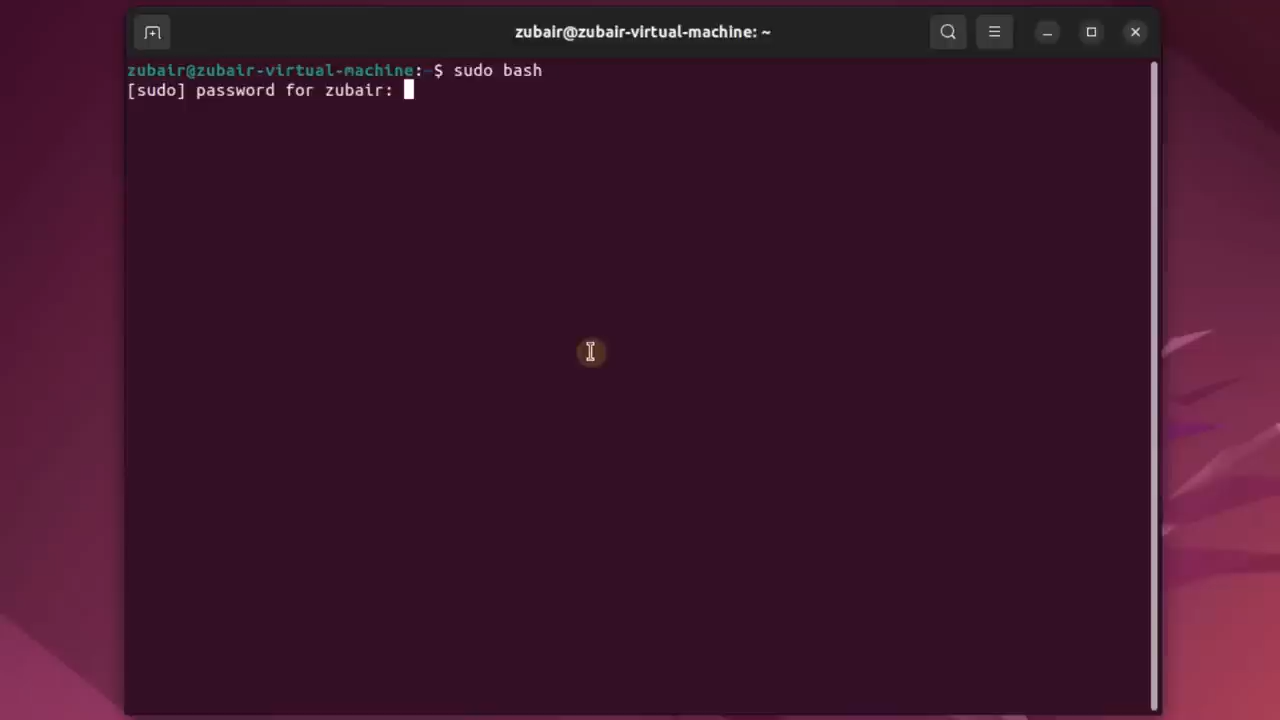 zubair@zubair-virtual-machine: ~
zubair@zubair-virtual-machine:~$ sudo bash
[sudo] password for zubair: